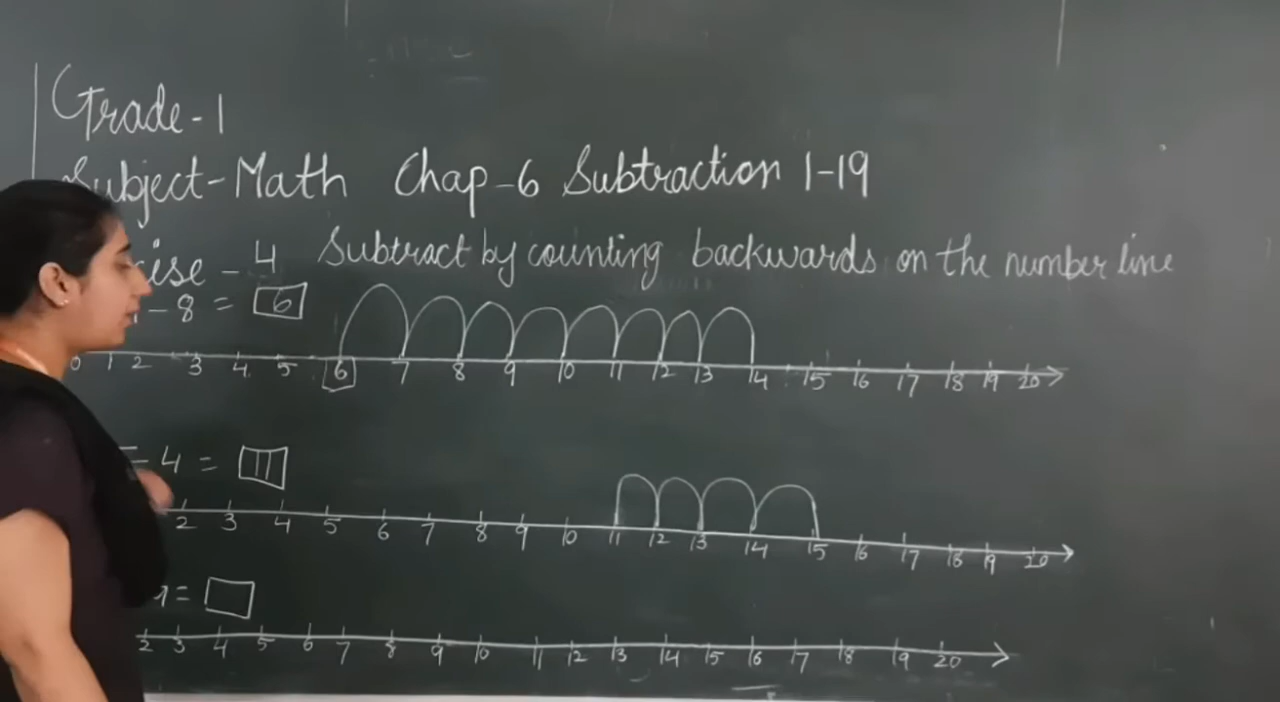 Grade-1
Subject-Math Chap-6 Subtraction 1-19
-4 Subtract by counting backwards on the number line
-8 = 6
0 1 2 3 4 5 6 7 8 9 10 11 12 13 14 15 16 17 18 19 20
- 4 = 11
2 3 4 5 6 7 8 9 10 11 12 13 14 15 16 17 18 19 20
=
2 3 4 5 6 7 8 9 10 11 12 13 14 15 16 17 18 19 20